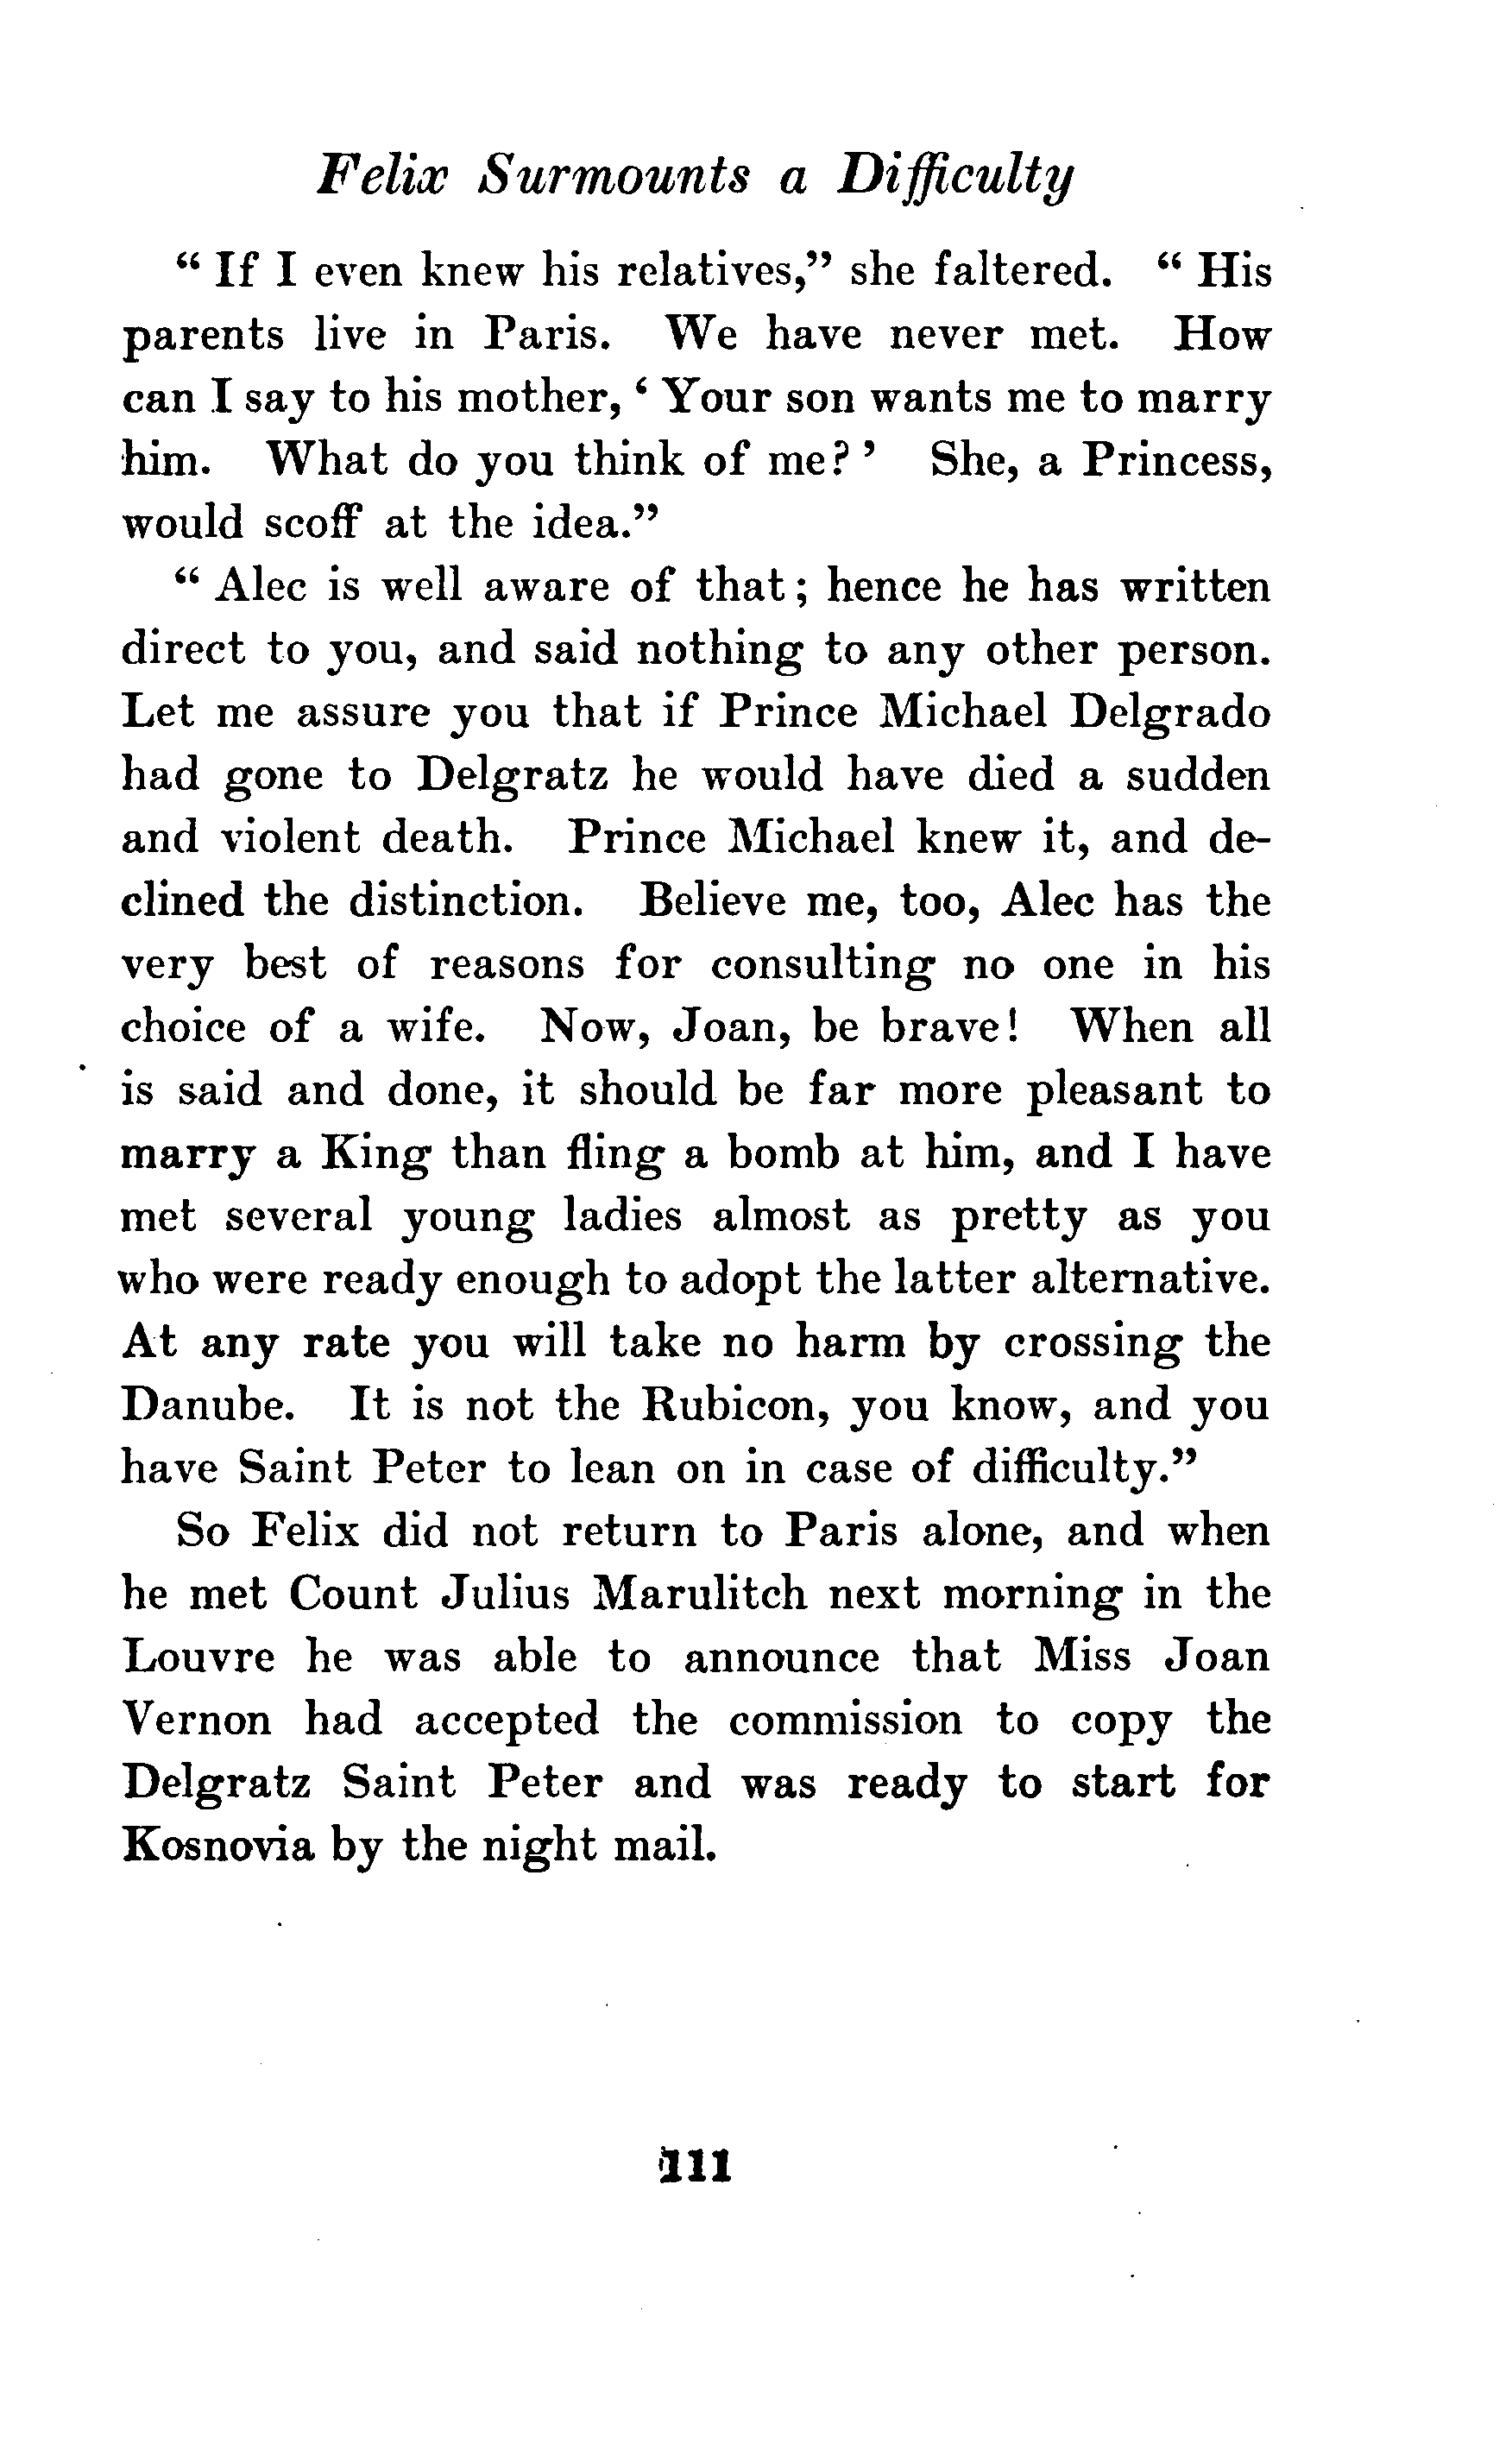 Felix Surmounts a Difficulty
“ If I even knew his relatives,” she faltered. “ His
parents live in Paris. We have never met. How
can I say to his mother, ‘ Your son wants me to marry
him. What do you think of me? ’ She, a Princess,
would scoff at the idea.”
“ Alec is well aware of that; hence he has written
direct to you, and said nothing to any other person.
Let me assure you that if Prince Michael Delgrado
had gone to Delgratz he would have died a sudden
and violent death. Prince Michael knew it, and de-
clined the distinction. Believe me, too, Alec has the
very best of reasons for consulting no one in his
choice of a wife. Now, Joan, be brave! When all
is said and done, it should be far more pleasant to
marry a King than fling a bomb at him, and I have
met several young ladies almost as pretty as you
who were ready enough to adopt the latter alternative.
At any rate you will take no harm by crossing the
Danube. It is not the Rubicon, you know, and you
have Saint Peter to lean on in case of difficulty.”
So Felix did not return to Paris alone, and when
he met Count Julius Marulitch next morning in the
Louvre he was able to announce that Miss Joan
Vernon had accepted the commission to copy the
Delgratz Saint Peter and was ready to start for
Kosnovia by the night mail.
111